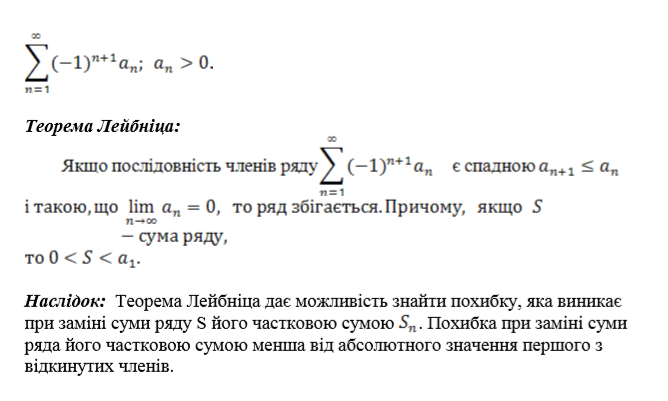 ∑_{n=1}^{∞} (−1)^{n+1} a_n; a_n > 0.
Теорема Лейбніца:
Якщо послідовність членів ряду ∑_{n=1}^{∞} (−1)^{n+1} a_n є спадною a_{n+1} ≤ a_n
і такою, що lim_{n→∞} a_n = 0, то ряд збігається. Причому, якщо S
− сума ряду,
то 0 < S < a_1.
Наслідок: Теорема Лейбніца дає можливість знайти похибку, яка виникає
при заміні суми ряду S його частковою сумою S_n. Похибка при заміні суми
ряда його частковою сумою менша від абсолютного значення першого з
відкинутих членів.